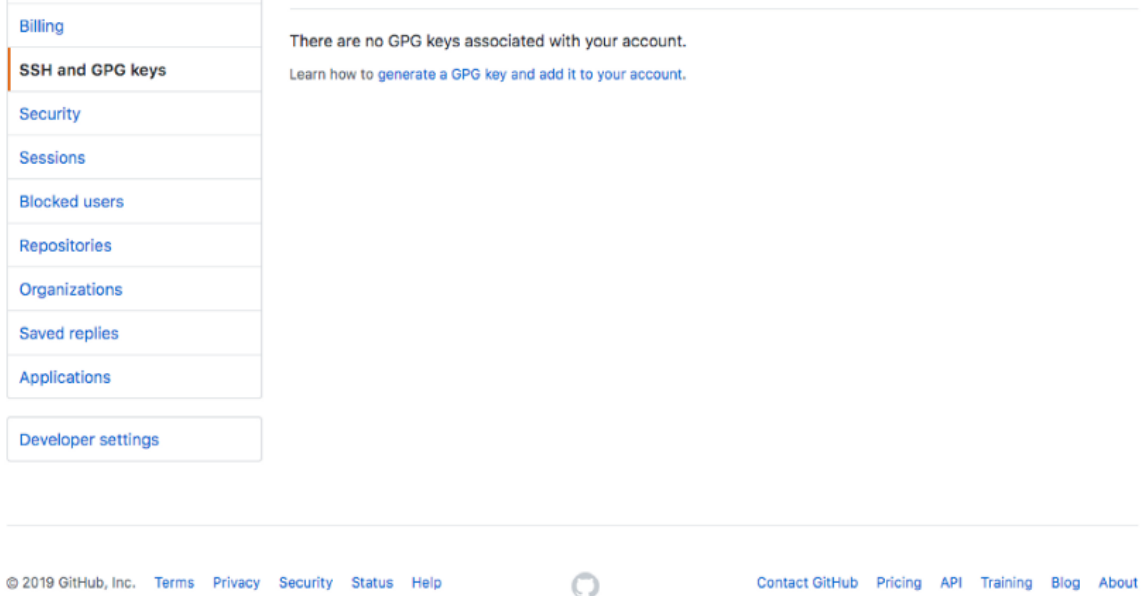 Billing
There are no GPG keys associated with your account.
SSH and GPG keys
Learn how to generate a GPG key and add it to your account.
Security
Sessions
Blocked users
Repositories
Organizations
Saved replies
Applications
Developer settings
© 2019 GitHub, Inc. Terms Privacy Security Status Help Contact GitHub Pricing API Training Blog About